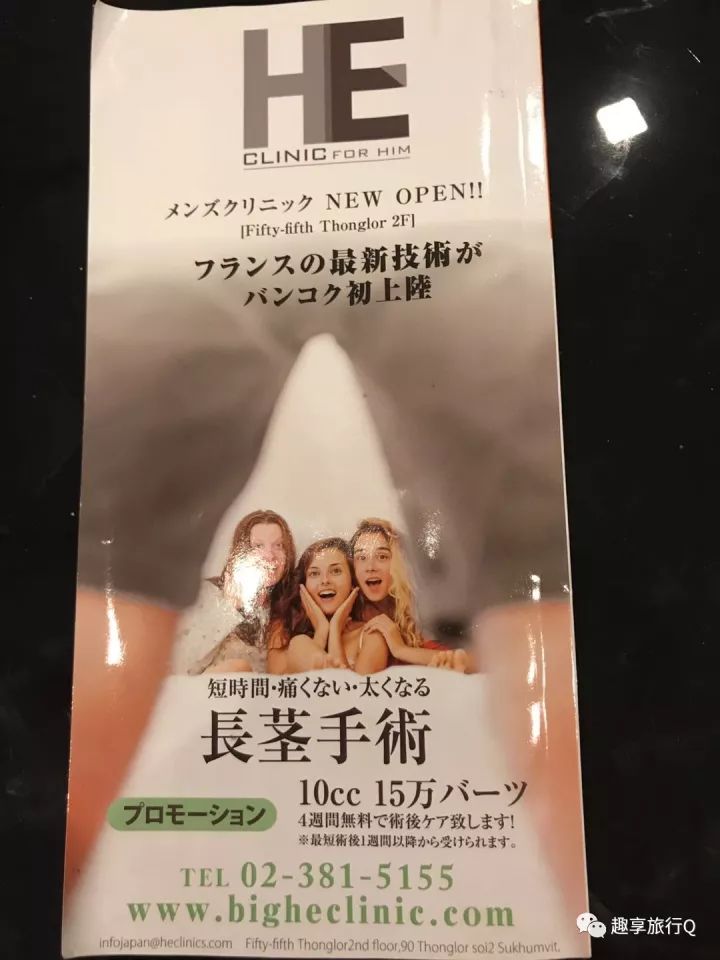 HE
CLINIC FOR HIM
メンズクリニック NEW OPEN!!
[Fifty-fifth Thonglor 2F]
フランスの最新技術が
バンコク初上陸
短時間・痛くない・太くなる
長茎手術
プロモーション
10cc 15万バーツ
4週間無料で術後ケア致します!
※最短術後1週間以降から受けられます。
TEL 02-381-5155
www.bigheclinic.com
infojapan@heclinics.com Fifty-fifth Thonglor2nd floor,90 Thonglor soi2 Sukhumvit.
趣享旅行Q